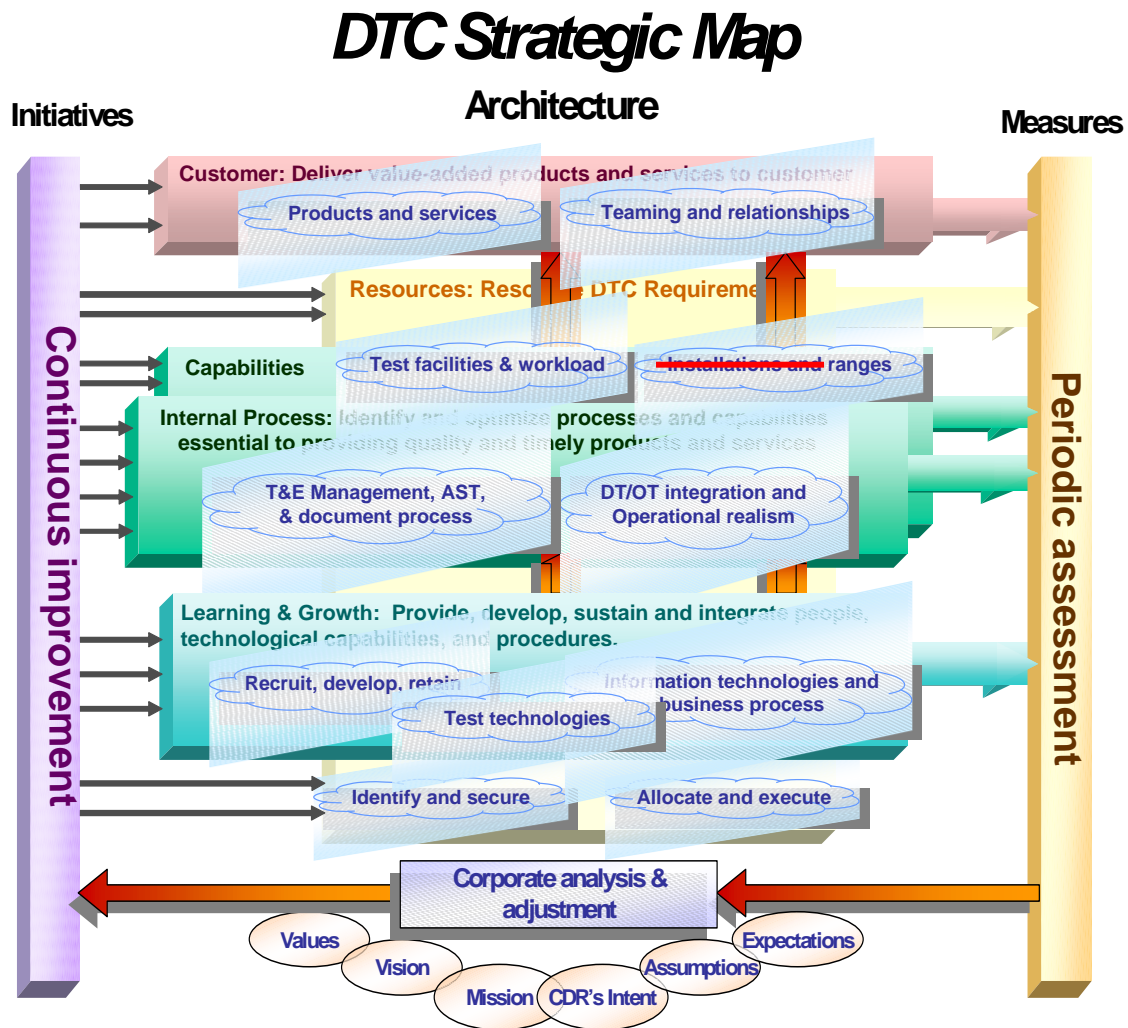 DTC Strategic Map
Architecture
Initiatives
Measures
Customer: Deliver value-added products and services to customer
Products and services
Teaming and relationships
Resources: Resource DTC Requireme
Test facilities & workload
Installations and ranges
Capabilities
Internal Process: Identify and optimize processes and capabilities
essential to providing quality and timely products and services
T&E Management, AST,
& document process
DT/OT integration and
Operational realism
Learning & Growth: Provide, develop, sustain and integrate people,
technological capabilities, and procedures.
Recruit, develop, retain
Information technologies and
business process
Test technologies
Identify and secure
Allocate and execute
Continuous improvement
Periodic assessment
Corporate analysis &
adjustment
Values
Vision
Mission
CDR's Intent
Assumptions
Expectations